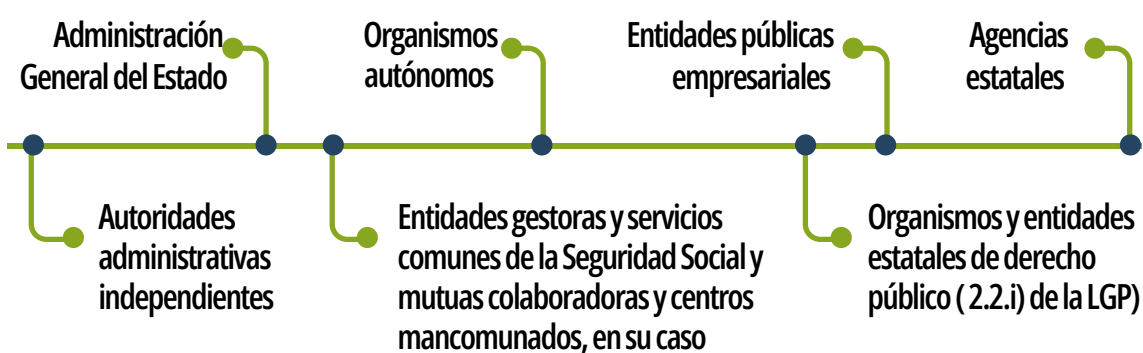 Administración
General del Estado
Organismos
autónomos
Entidades públicas
empresariales
Agencias
estatales
Autoridades
administrativas
independientes
Entidades gestoras y servicios
comunes de la Seguridad Social y
mutuas colaboradoras y centros
mancomunados, en su caso
Organismos y entidades
estatales de derecho
público ( 2.2.i) de la LGP)